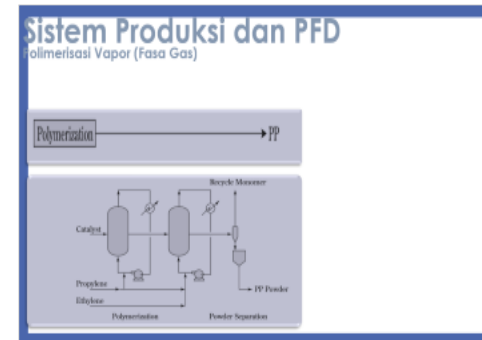 Sistem Produksi dan PFD
Polimerisasi Vapor (Fasa Gas)
Polymerization
PP
Recycle Monomer
Catalyst
Propylene
PP Powder
Ethylene
Polymerization
Powder Separation